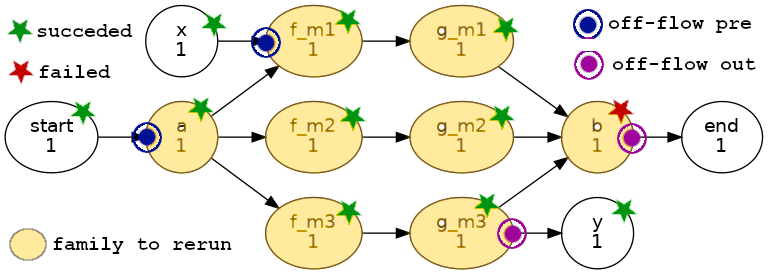 succeded
failed
x
1
f_m1
1
g_m1
1
off-flow pre
off-flow out
start
1
a
1
f_m2
1
g_m2
1
b
1
end
1
f_m3
1
g_m3
1
y
1
family to rerun